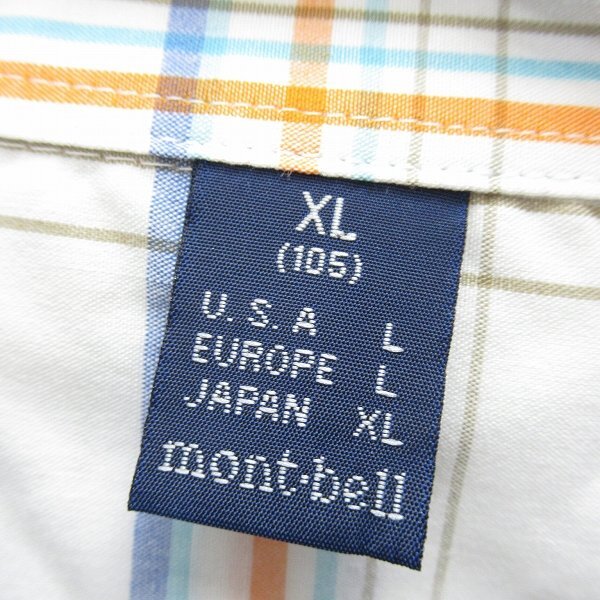 XL
(105)
U.S.A L
EUROPE L
JAPAN XL
mont-bell